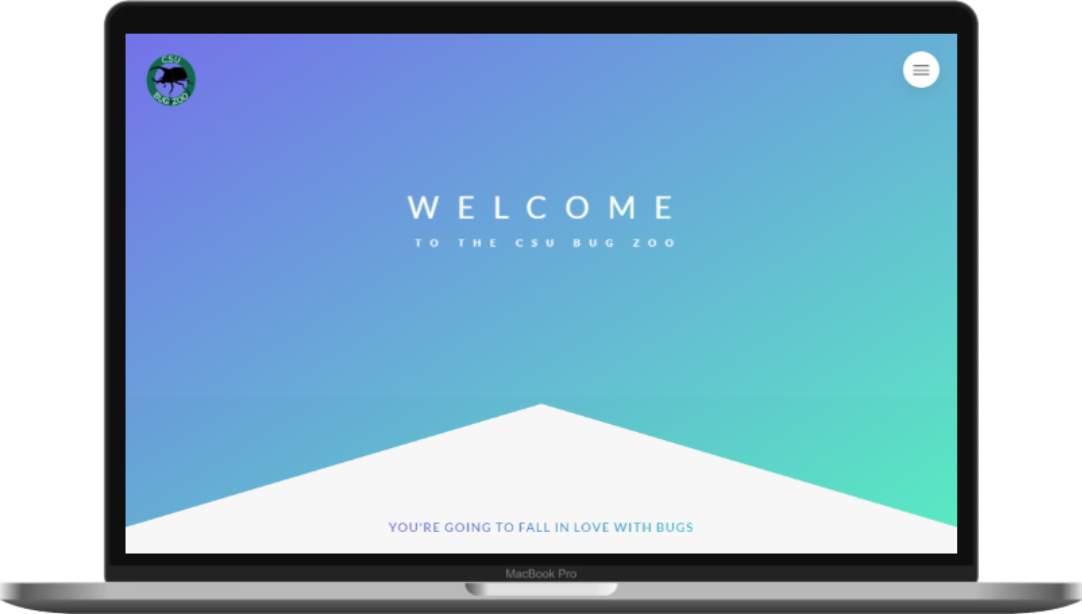 CSU
BUG ZOO
WELCOME
TO THE CSU BUG ZOO
YOU'RE GOING TO FALL IN LOVE WITH BUGS
MacBook Pro